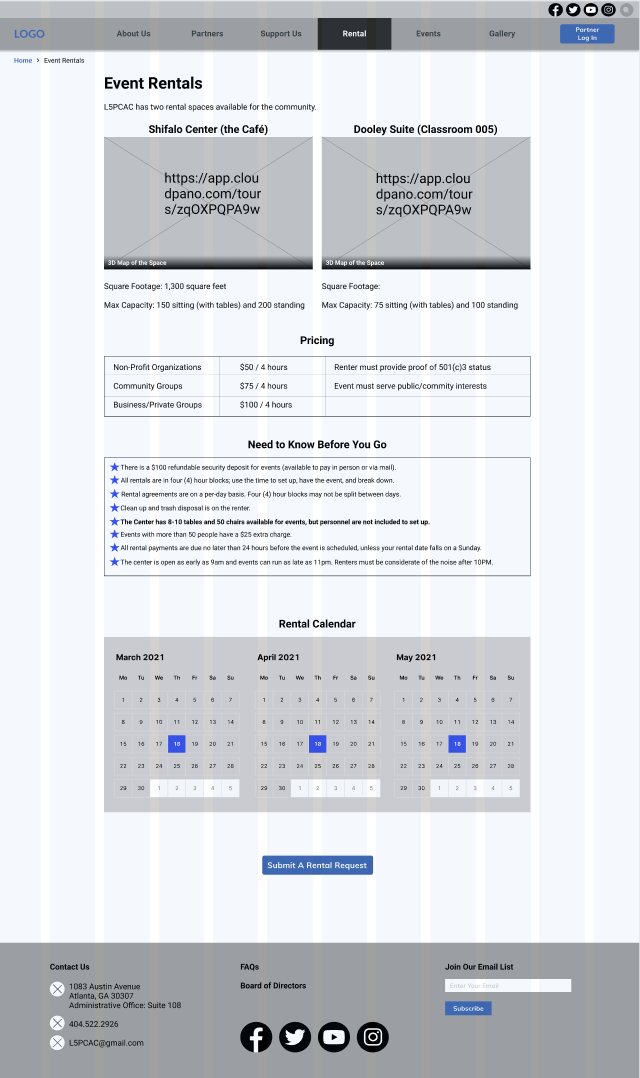 LOGO
About Us
Partners
Support Us
Rental
Events
Gallery
Partner
Log In
Home > Event Rentals
Event Rentals
L5PCAC has two rental spaces available for the community.
Shifalo Center (the Café)
Dooley Suite (Classroom 005)
https://app.clou
dpano.com/tour
s/zqOXPQPA9w
https://app.clou
dpano.com/tour
s/zqOXPQPA9w
3D Map of the Space
3D Map of the Space
Square Footage: 1,300 square feet
Square Footage:
Max Capacity: 150 sitting (with tables) and 200 standing
Max Capacity: 75 sitting (with tables) and 100 standing
Pricing
Non-Profit Organizations $50 / 4 hours Renter must provide proof of 501(c)3 status
Community Groups $75 / 4 hours Event must serve public/commity interests
Business/Private Groups $100 / 4 hours
Need to Know Before You Go
There is a $100 refundable security deposit for events (available to pay in person or via mail).
All rentals are in four (4) hour blocks; use the time to set up, have the event, and break down.
Rental agreements are on a per-day basis. Four (4) hour blocks may not be split between days.
Clean up and trash disposal is on the renter.
The Center has 8-10 tables and 50 chairs available for events, but personnel are not included to set up.
Events with more than 50 people have a $25 extra charge.
All rental payments are due no later than 24 hours before the event is scheduled, unless your rental date falls on a Sunday.
The center is open as early as 9am and events can run as late as 11pm. Renters must be considerate of the noise after 10PM.
Rental Calendar
March 2021
Mo Tu We Th Fr Sa Su
1 2 3 4 5 6 7
8 9 10 11 12 13 14
15 16 17 18 19 20 21
22 23 24 25 26 27 28
29 30 1 2 3 4 5
April 2021
Mo Tu We Th Fr Sa Su
1 2 3 4 5 6 7
8 9 10 11 12 13 14
15 16 17 18 19 20 21
22 23 24 25 26 27 28
29 30 1 2 3 4 5
May 2021
Mo Tu We Th Fr Sa Su
1 2 3 4 5 6 7
8 9 10 11 12 13 14
15 16 17 18 19 20 21
22 23 24 25 26 27 28
29 30 1 2 3 4 5
Submit A Rental Request
Contact Us
1083 Austin Avenue
Atlanta, GA 30307
Administrative Office: Suite 108
404.522.2926
L5PCAC@gmail.com
FAQs
Board of Directors
Join Our Email List
Enter Your Email
Subscribe